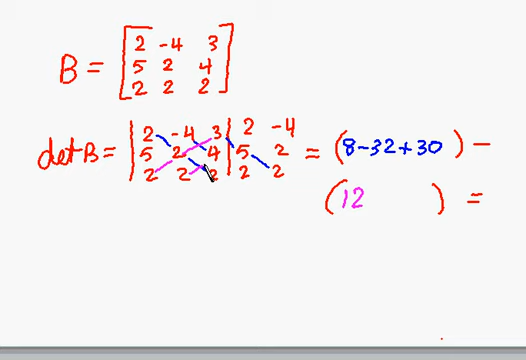 2 -4 3
B = 5 2 4
2 2 2
2 -4 3 2 -4
det B = 5 2 4 5 2 = (8-32+30) -
2 2 2 2 2
(12 ) =